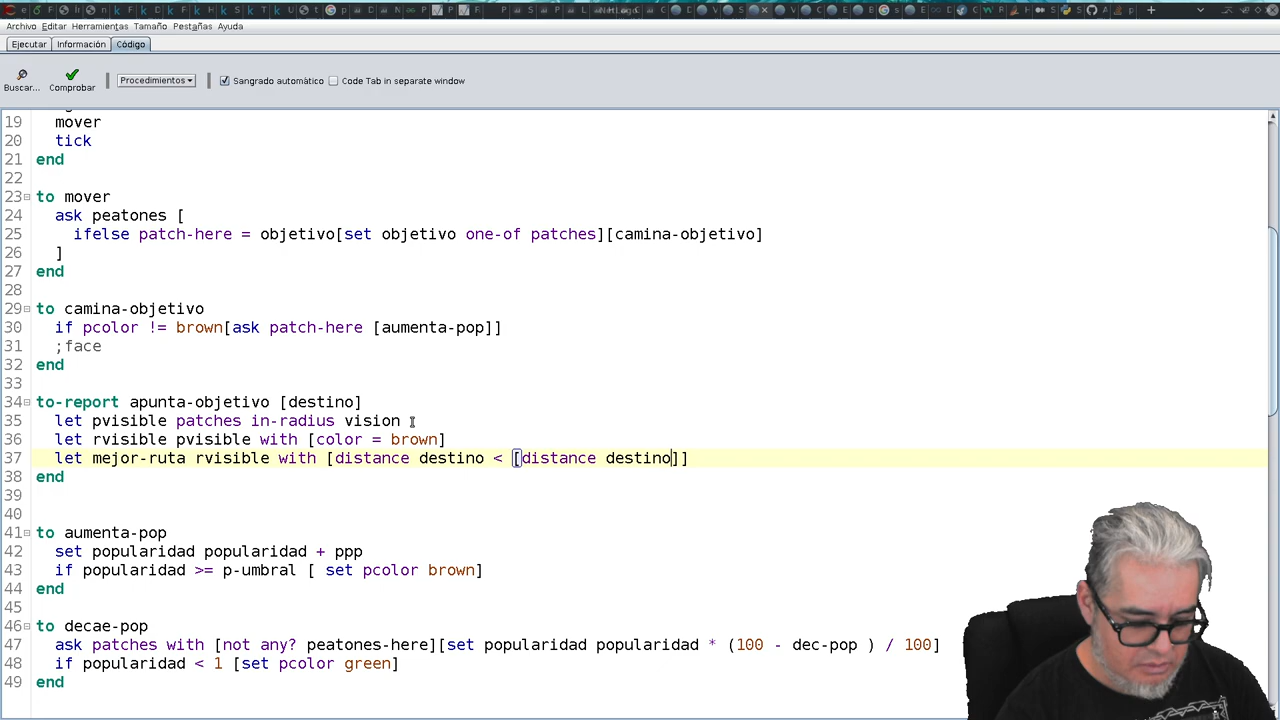 Archivo Editar Herramientas Tamaño Pestañas Ayuda
Ejecutar Información Código
Buscar... Comprobar Procedimientos Sangrado automático Code Tab in separate window
19 mover
20 tick
21 end
22
23 to mover
24 ask peatones [
25 ifelse patch-here = objetivo[set objetivo one-of patches][camina-objetivo]
26 ]
27 end
28
29 to camina-objetivo
30 if pcolor != brown[ask patch-here [aumenta-pop]]
31 ;face
32 end
33
34 to-report apunta-objetivo [destino]
35 let pvisible patches in-radius vision
36 let rvisible pvisible with [color = brown]
37 let mejor-ruta rvisible with [distance destino < [distance destino]]
38 end
39
40
41 to aumenta-pop
42 set popularidad popularidad + ppp
43 if popularidad >= p-umbral [ set pcolor brown]
44 end
45
46 to decae-pop
47 ask patches with [not any? peatones-here][set popularidad popularidad * (100 - dec-pop ) / 100]
48 if popularidad < 1 [set pcolor green]
49 end